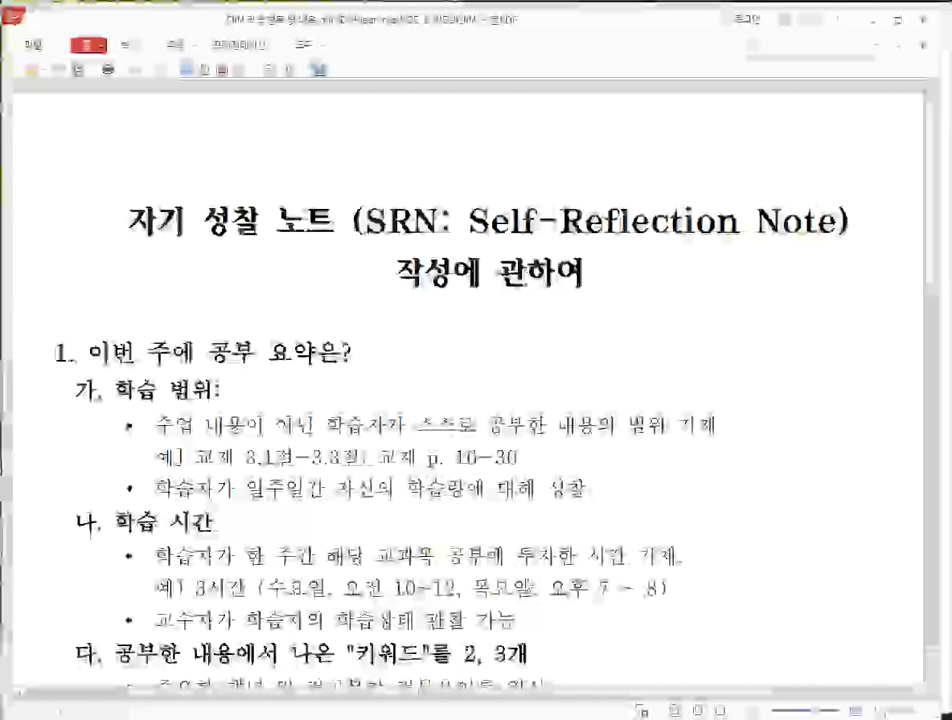 자기 성찰 노트 (SRN: Self-Reflection Note)
작성에 관하여
1. 이번 주에 공부 요약은?
가. 학습 범위:
• 수업 내용이 아닌 학습자가 스스로 공부한 내용의 범위 기재
예) 교재 3.1절-3.3절, 교재 p. 10-30
• 학습자가 일주일간 자신의 학습량에 대해 성찰
나. 학습 시간
• 학습자가 한 주간 해당 교과목 공부에 투자한 시간 기재.
예) 3시간 (수요일, 오전 10-12, 목요일, 오후 7 - 8)
• 교수자가 학습자의 학습상태 관찰 가능
다. 공부한 내용에서 나온 "키워드"를 2, 3개